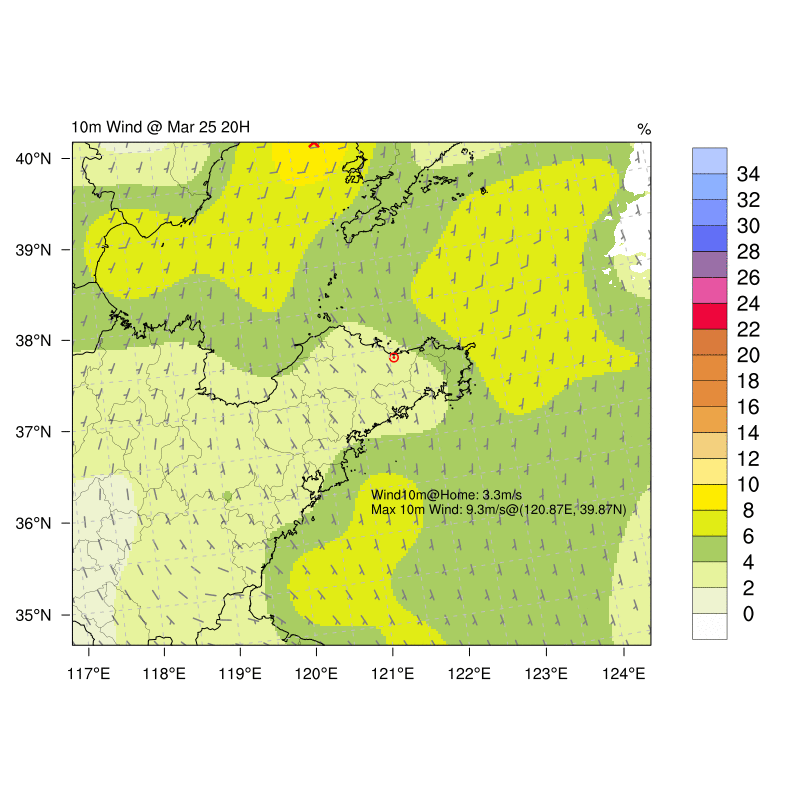 10m Wind @ Mar 25 20H
%
40°N
39°N
38°N
37°N
36°N
35°N
117°E 118°E 119°E 120°E 121°E 122°E 123°E 124°E
Wind10m@Home: 3.3m/s
Max 10m Wind: 9.3m/s@(120.87E, 39.87N)
34
32
30
28
26
24
22
20
18
16
14
12
10
8
6
4
2
0